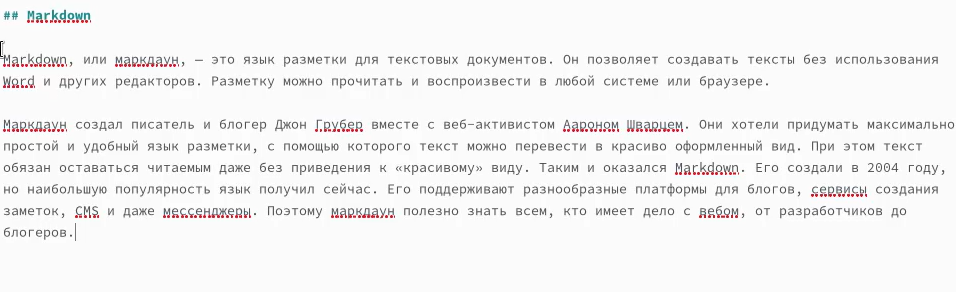 ## Markdown
Markdown, или маркдаун, — это язык разметки для текстовых документов. Он позволяет создавать тексты без использования
Word и других редакторов. Разметку можно прочитать и воспроизвести в любой системе или браузере.
Маркдаун создал писатель и блогер Джон Грубер вместе с веб-активистом Аароном Шварцем. Они хотели придумать максимально
простой и удобный язык разметки, с помощью которого текст можно перевести в красиво оформленный вид. При этом текст
обязан оставаться читаемым даже без приведения к «красивому» виду. Таким и оказался Markdown. Его создали в 2004 году,
но наибольшую популярность язык получил сейчас. Его поддерживают разнообразные платформы для блогов, сервисы создания
заметок, CMS и даже мессенджеры. Поэтому маркдаун полезно знать всем, кто имеет дело с вебом, от разработчиков до
блогеров.